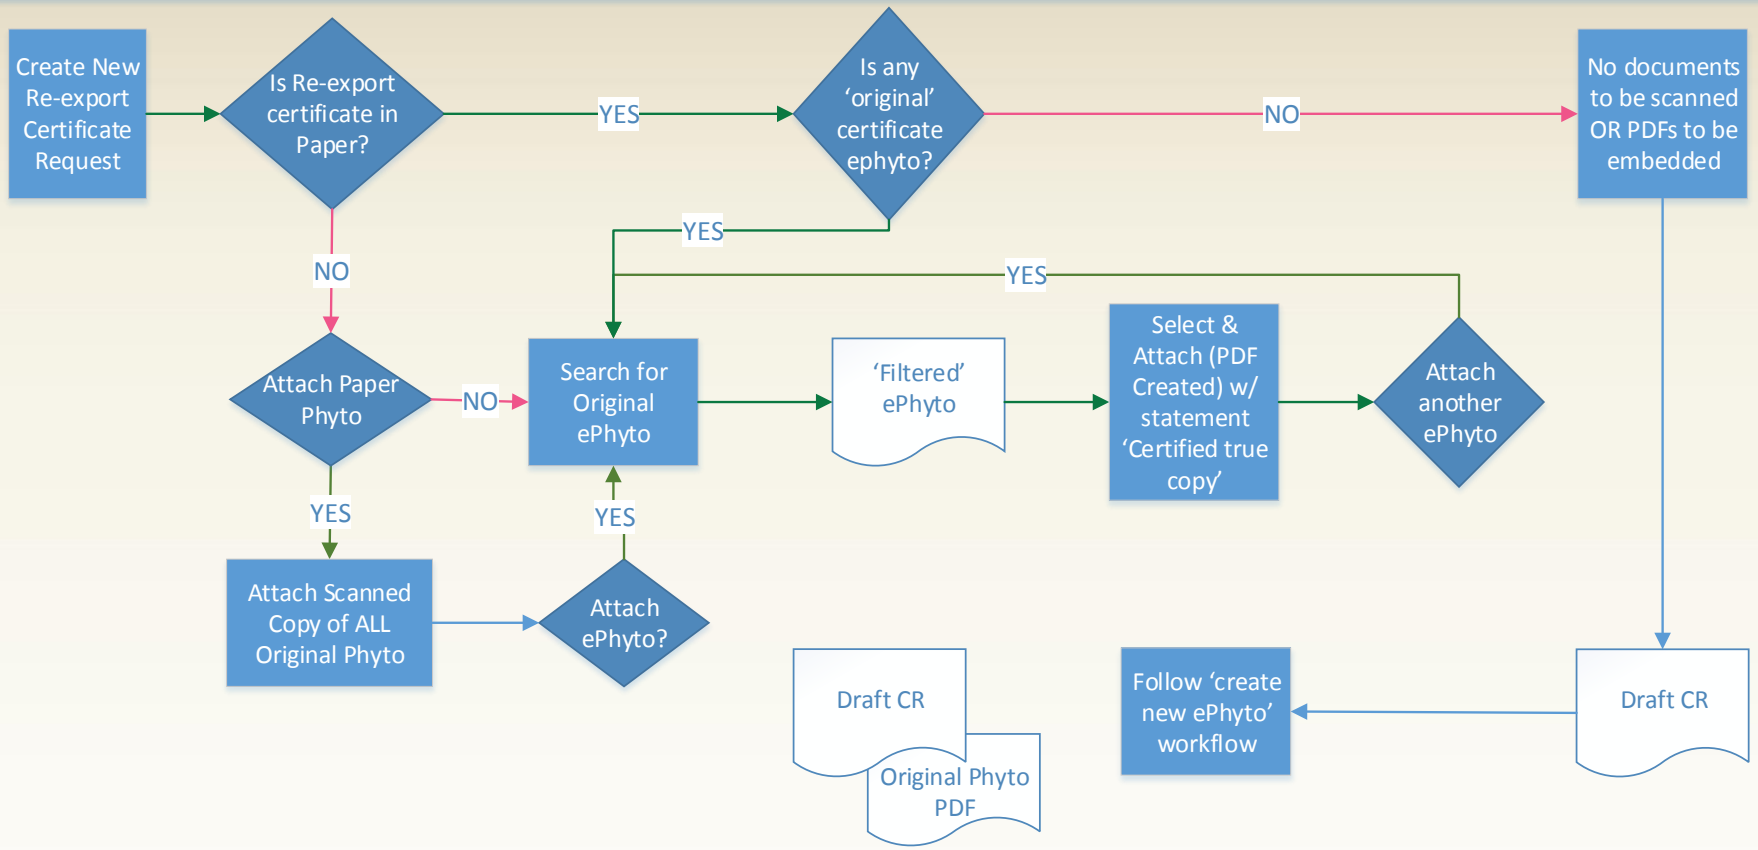 Create New
Re-export
Certificate
Request
Is Re-export
certificate in
Paper?
YES
Is any
‘original’
certificate
ephyto?
NO
No documents
to be scanned
OR PDFs to be
embedded
YES
NO
YES
Attach Paper
Phyto
NO
Search for
Original
ePhyto
‘Filtered’
ePhyto
Select &
Attach (PDF
Created) w/
statement
‘Certified true
copy’
Attach
another
ePhyto
YES
YES
Attach Scanned
Copy of ALL
Original Phyto
Attach
ePhyto?
Draft CR
Original Phyto
PDF
Follow ‘create
new ePhyto’
workflow
Draft CR